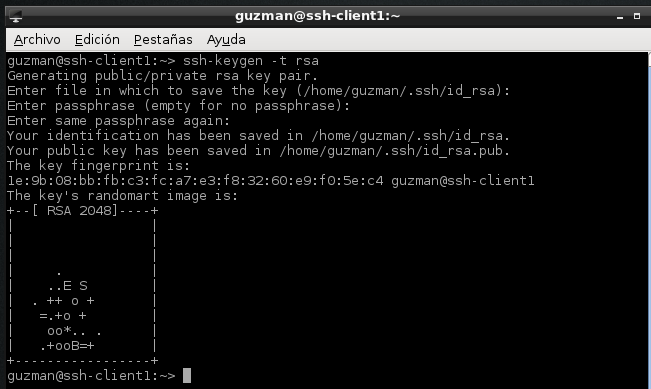 guzman@ssh-client1:~
Archivo Edición Pestañas Ayuda
guzman@ssh-client1:~> ssh-keygen -t rsa
Generating public/private rsa key pair.
Enter file in which to save the key (/home/guzman/.ssh/id_rsa):
Enter passphrase (empty for no passphrase):
Enter same passphrase again:
Your identification has been saved in /home/guzman/.ssh/id_rsa.
Your public key has been saved in /home/guzman/.ssh/id_rsa.pub.
The key fingerprint is:
1e:9b:08:bb:fb:c3:fc:a7:e3:f8:32:60:e9:f0:5e:c4 guzman@ssh-client1
The key's randomart image is:
+--[ RSA 2048]----+
|                 |
|                 |
|                 |
|     .           |
|    ..E S        |
|  . ++ o +       |
|   =.+o +        |
|    oo*.. .      |
|   .+ooB=+       |
+-----------------+
guzman@ssh-client1:~>